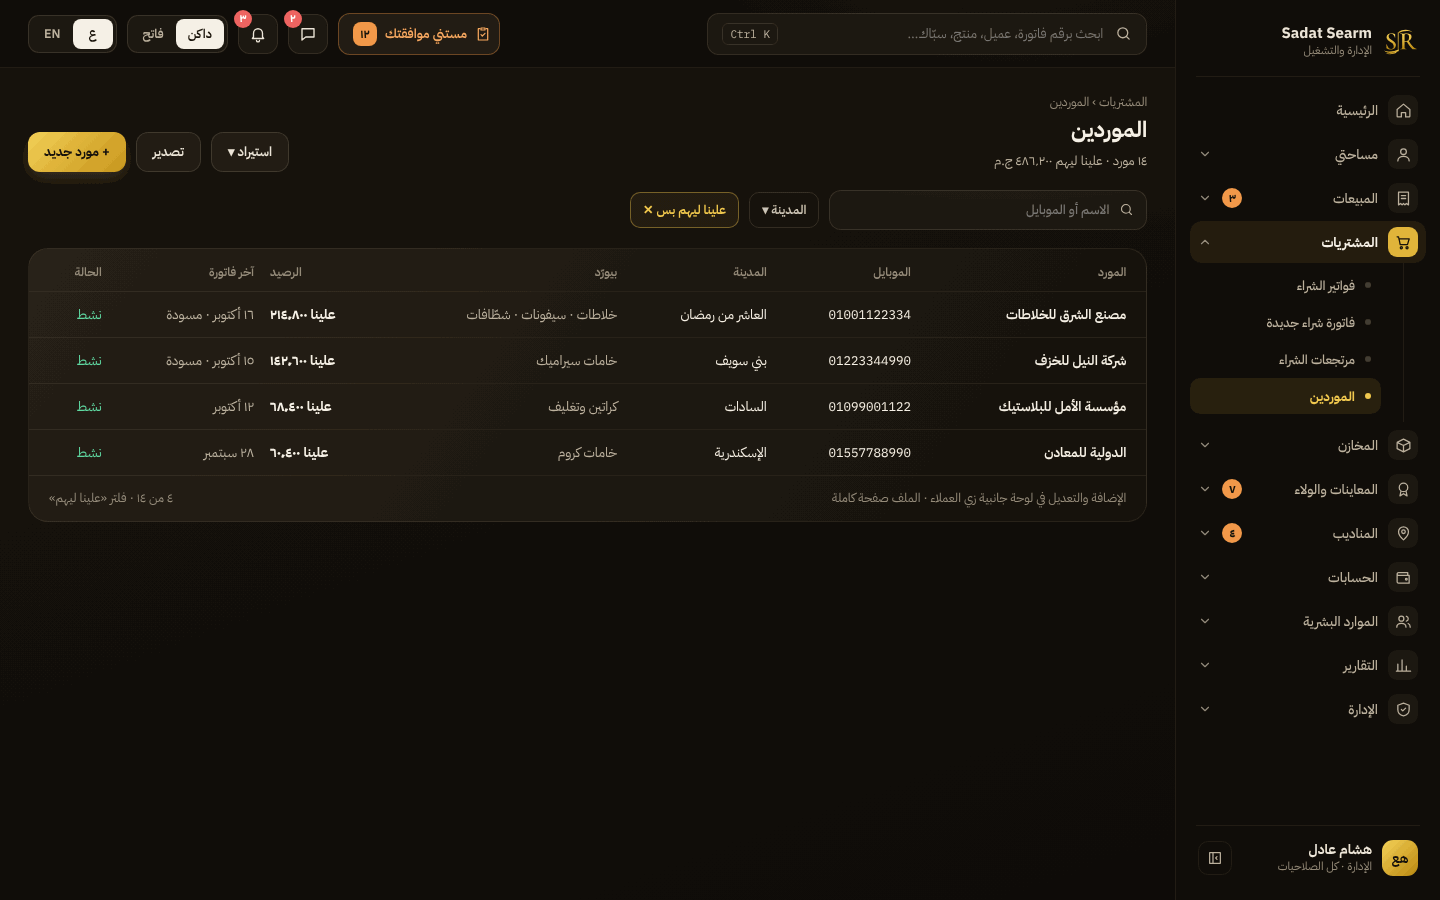 Sadat Searm
الإدارة والتشغيل
الرئيسية
مساحتي
المبيعات ٣
المشتريات
فواتير الشراء
فاتورة شراء جديدة
مرتجعات الشراء
الموردين
المخازن
المعاينات والولاء ٧
المناديب ٤
الحسابات
الموارد البشرية
التقارير
الإدارة
هع
هشام عادل
الإدارة · كل الصلاحيات
ابحث برقم فاتورة، عميل، منتج، سبّاك... Ctrl K
مستني موافقتك ١٢
٢
٣
داكن فاتح
ع EN
المشتريات › الموردين
الموردين
١٤ مورد · علينا ليهم ٤٨٦٬٢٠٠ ج.م
استيراد ▾ تصدير + مورد جديد
الاسم أو الموبايل المدينة ▾ علينا ليهم بس ✕
المورد الموبايل المدينة بيورّد الرصيد آخر فاتورة الحالة
مصنع الشرق للخلاطات 01001122334 العاشر من رمضان خلاطات · سيفونات · شطّافات علينا ٢١٤٬٨٠٠ ١٦ أكتوبر · مسودة نشط
شركة النيل للخزف 01223344990 بني سويف خامات سيراميك علينا ١٤٢٬٦٠٠ ١٥ أكتوبر · مسودة نشط
مؤسسة الأمل للبلاستيك 01099001122 السادات كراتين وتغليف علينا ٦٨٬٤٠٠ ١٢ أكتوبر نشط
الدولية للمعادن 01557788990 الإسكندرية خامات كروم علينا ٦٠٬٤٠٠ ٢٨ سبتمبر نشط
الإضافة والتعديل في لوحة جانبية زي العملاء · الملف صفحة كاملة ٤ من ١٤ · فلتر «علينا ليهم»